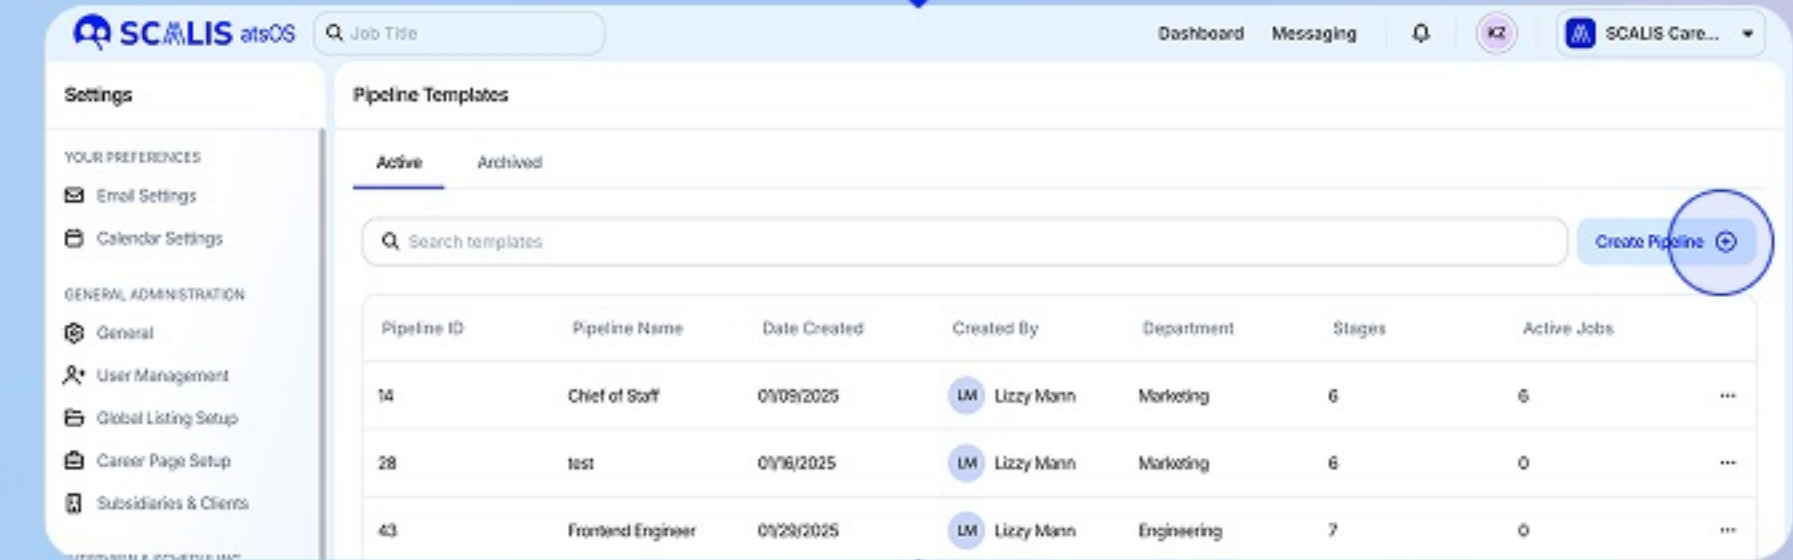 SCALIS atsOS
Job Title
Dashboard
Messaging
KZ
SCALIS Care...
Settings
YOUR PREFERENCES
Email Settings
Calendar Settings
GENERAL ADMINISTRATION
General
User Management
Global Listing Setup
Career Page Setup
Subsidiaries & Clients
Pipeline Templates
Active
Archived
Search templates
Create Pipeline
Pipeline ID Pipeline Name Date Created Created By Department Stages Active Jobs
14 Chief of Staff 01/09/2025 LM Lizzy Mann Marketing 6 6 ...
28 test 01/16/2025 LM Lizzy Mann Marketing 6 0 ...
43 Frontend Engineer 01/29/2025 LM Lizzy Mann Engineering 7 0 ...